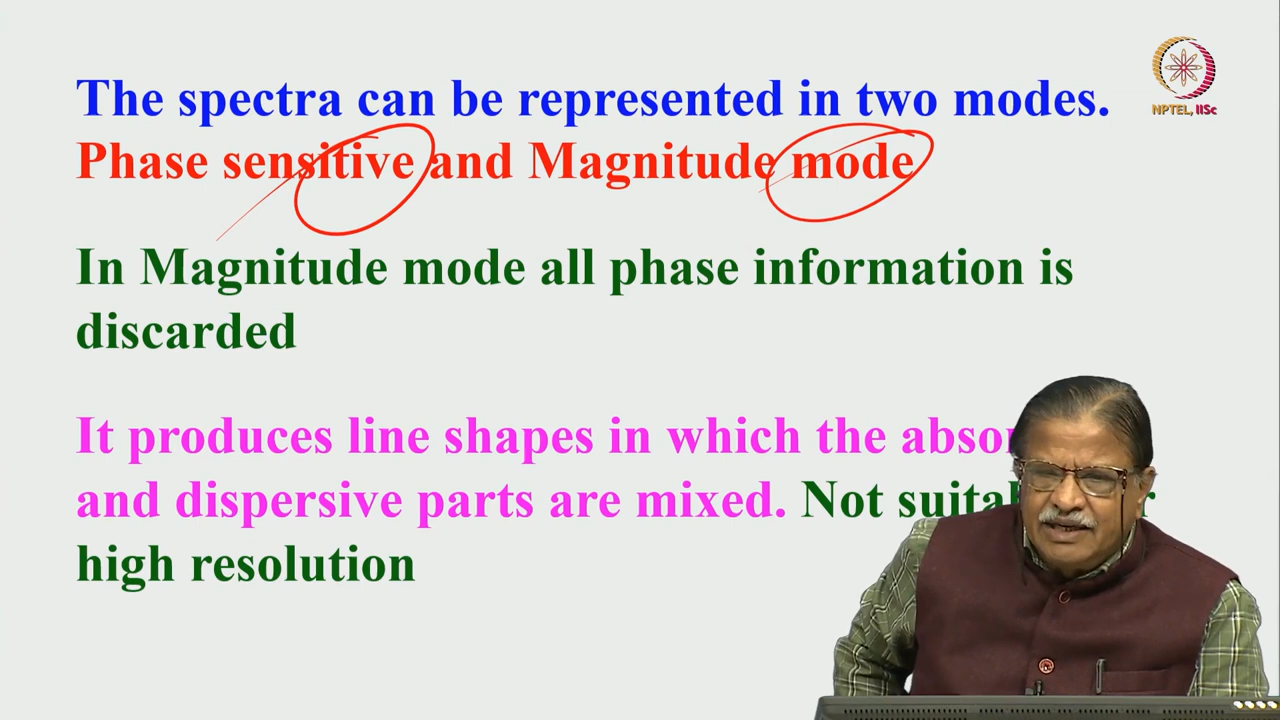 The spectra can be represented in two modes.
Phase sensitive and Magnitude mode
In Magnitude mode all phase information is
discarded
It produces line shapes in which the
and dispersive parts are mixed. Not
high resolution
NPTEL, IISc